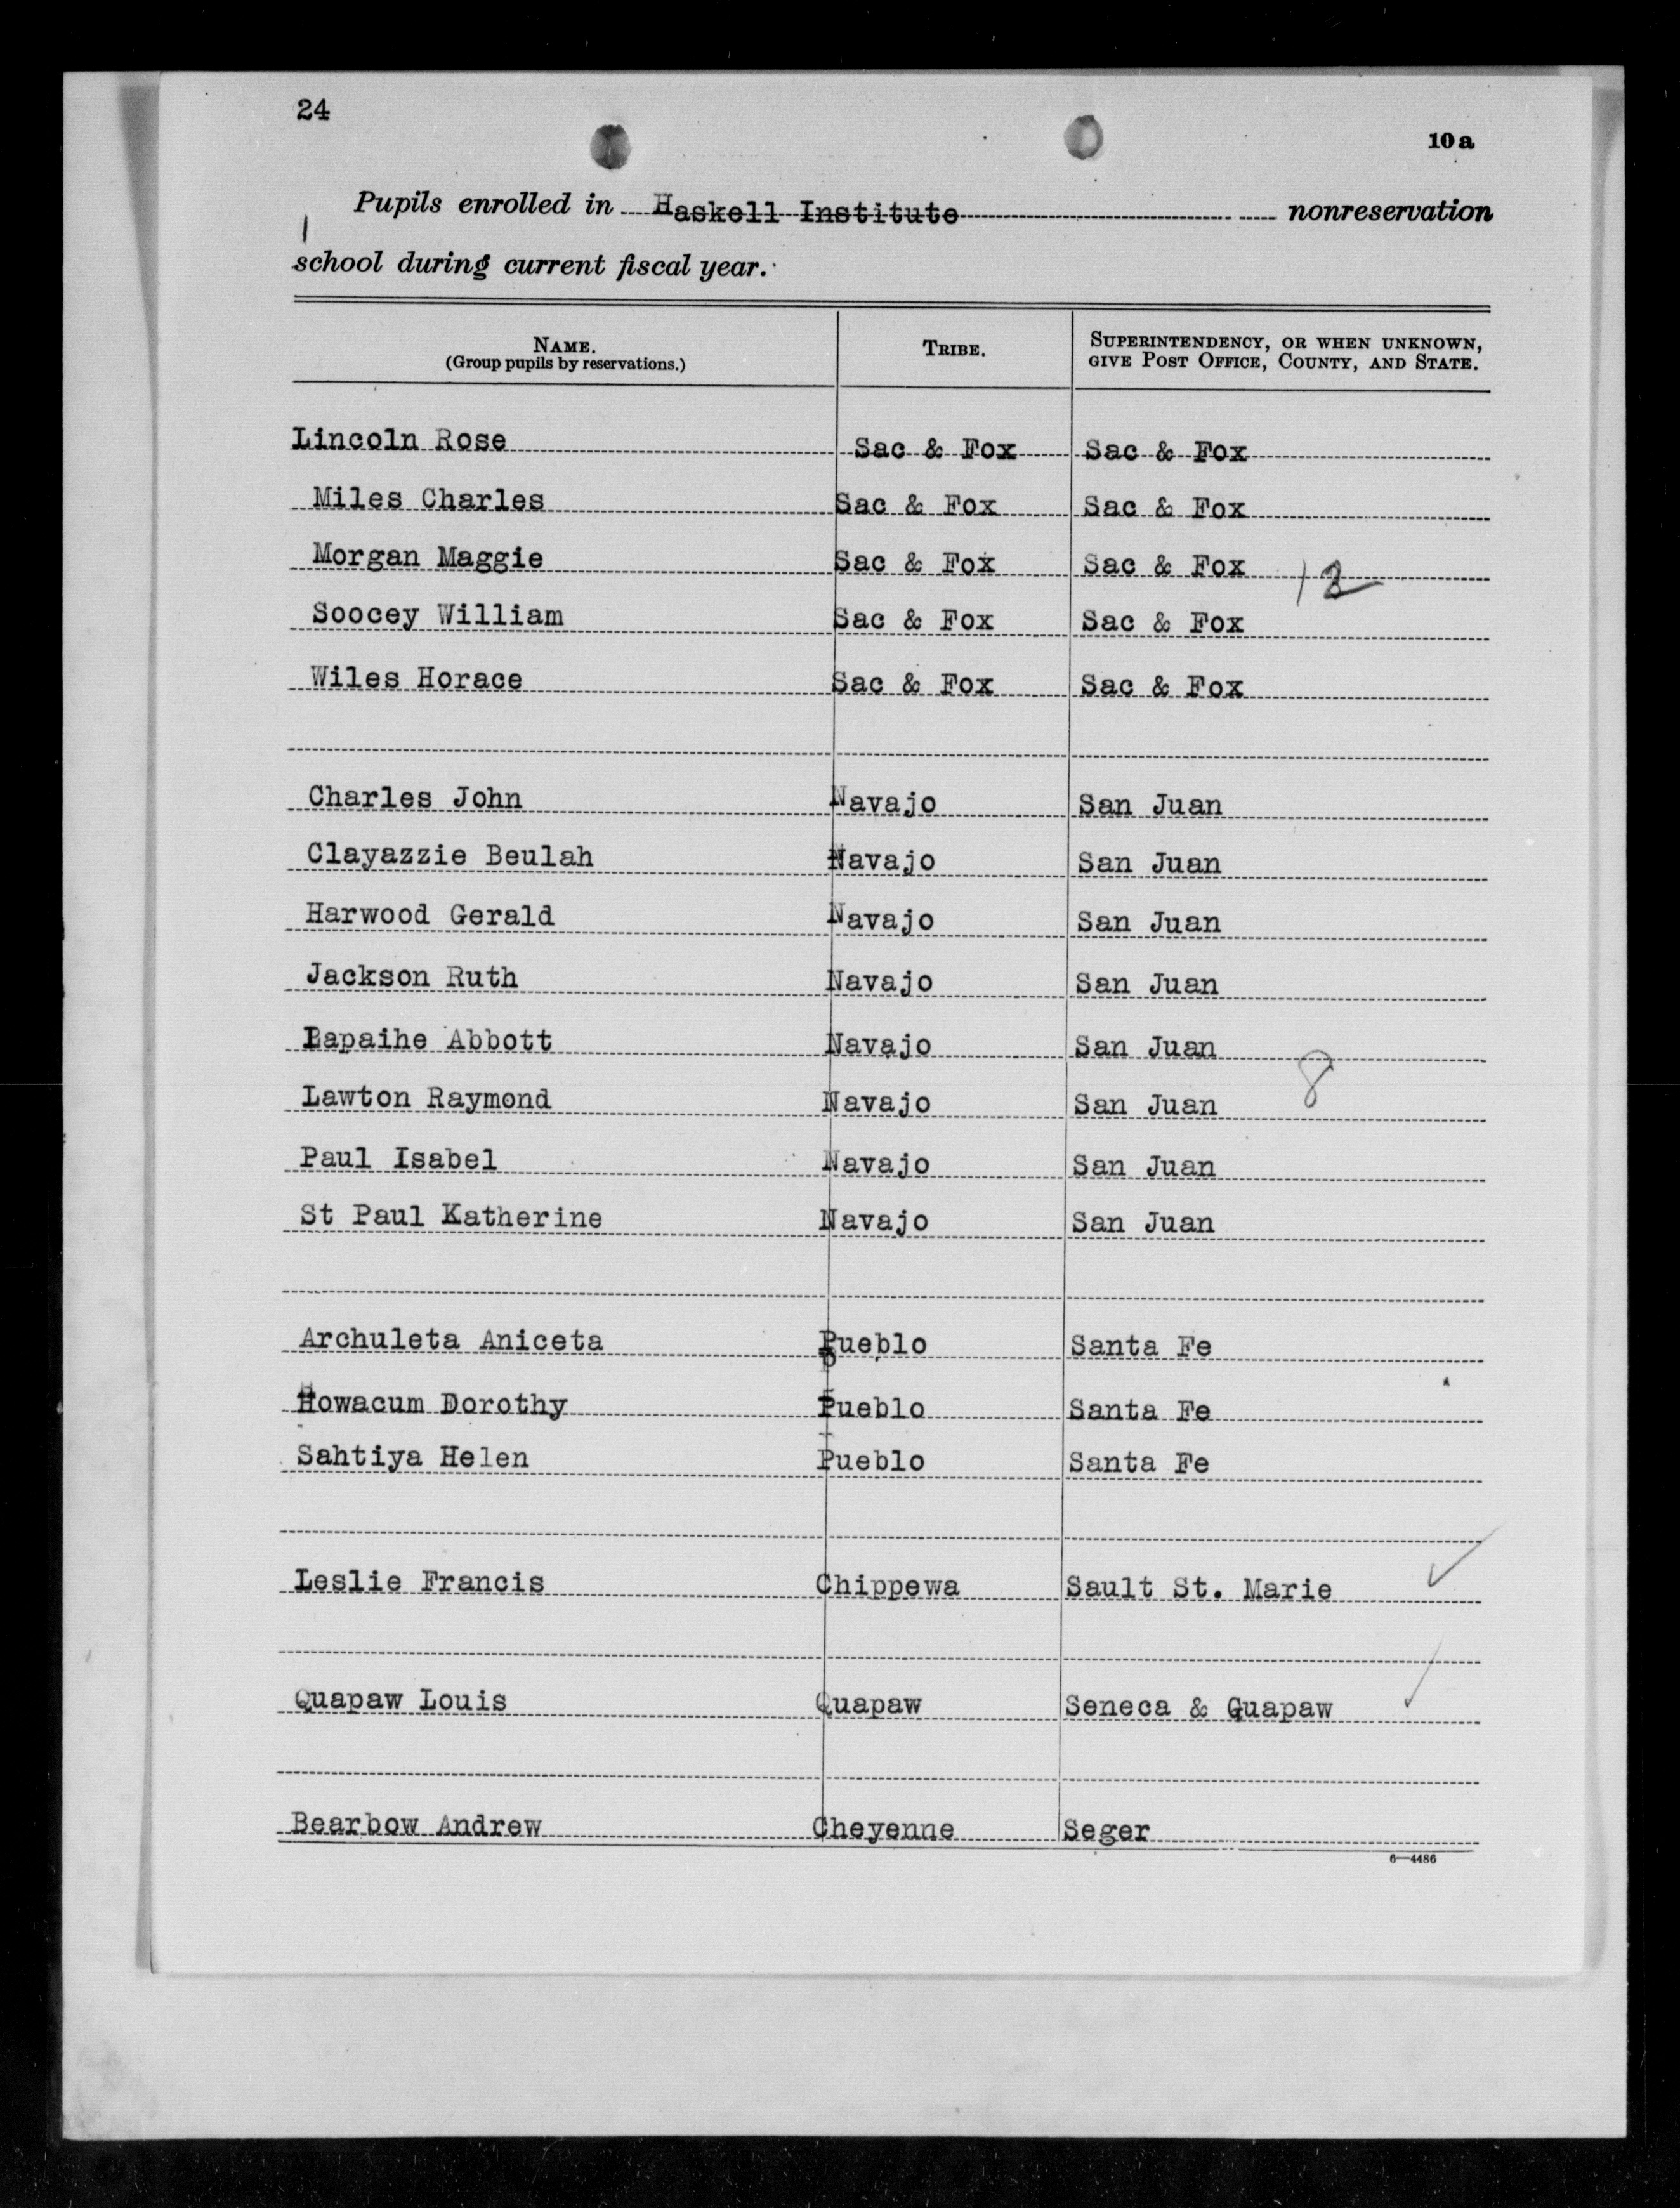 24
10a
Pupils enrolled in Haskell Institute nonreservation
school during current fiscal year.
NAME. TRIBE. SUPERINTENDENCY, OR WHEN UNKNOWN,
(Group pupils by reservations.) GIVE POST OFFICE, COUNTY, AND STATE.
Lincoln Rose Sac & Fox Sac & Fox
Miles Charles Sac & Fox Sac & Fox
Morgan Maggie Sac & Fox Sac & Fox 12
Soocey William Sac & Fox Sac & Fox
Wiles Horace Sac & Fox Sac & Fox
Charles John Navajo San Juan
Clayazzie Beulah Navajo San Juan
Harwood Gerald Navajo San Juan
Jackson Ruth Navajo San Juan
Abbott Navajo San Juan
Lawton Raymond Navajo San Juan 8
Paul Isabel Navajo San Juan
St Paul Katherine Navajo San Juan
Archuleta Aniceta Pueblo Santa Fe
Howacum Dorothy Pueblo Santa Fe
Sahtiya Helen Pueblo Santa Fe
Leslie Francis Chippewa Sault St. Marie ✓
Quapaw Louis Quapaw Seneca & Guapaw ✓
Bearbow Andrew Cheyenne Seger
6—4486